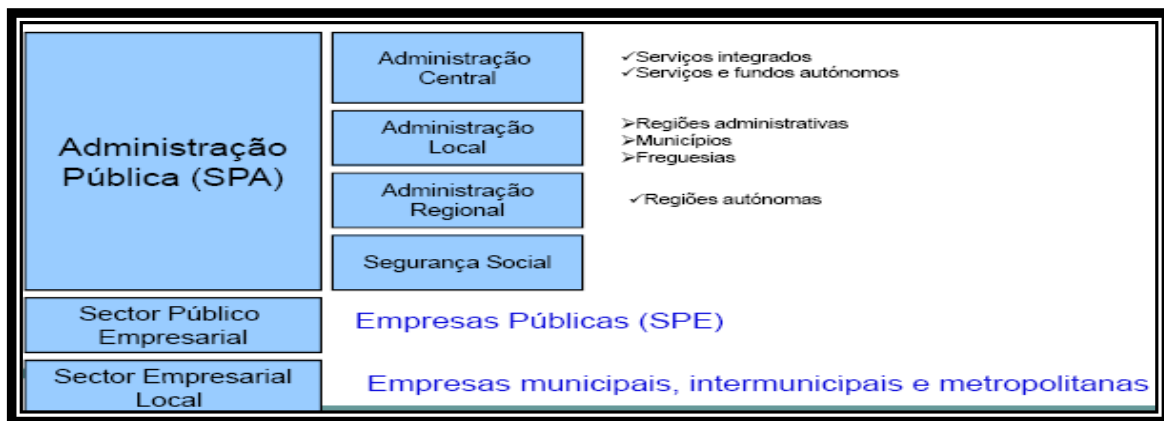 Administração
Pública (SPA)
Administração
Central
✓Serviços integrados
✓Serviços e fundos autónomos
Administração
Local
➢Regiões administrativas
➢Municípios
➢Freguesias
Administração
Regional
✓Regiões autónomas
Segurança Social
Sector Público
Empresarial
Empresas Públicas (SPE)
Sector Empresarial
Local
Empresas municipais, intermunicipais e metropolitanas